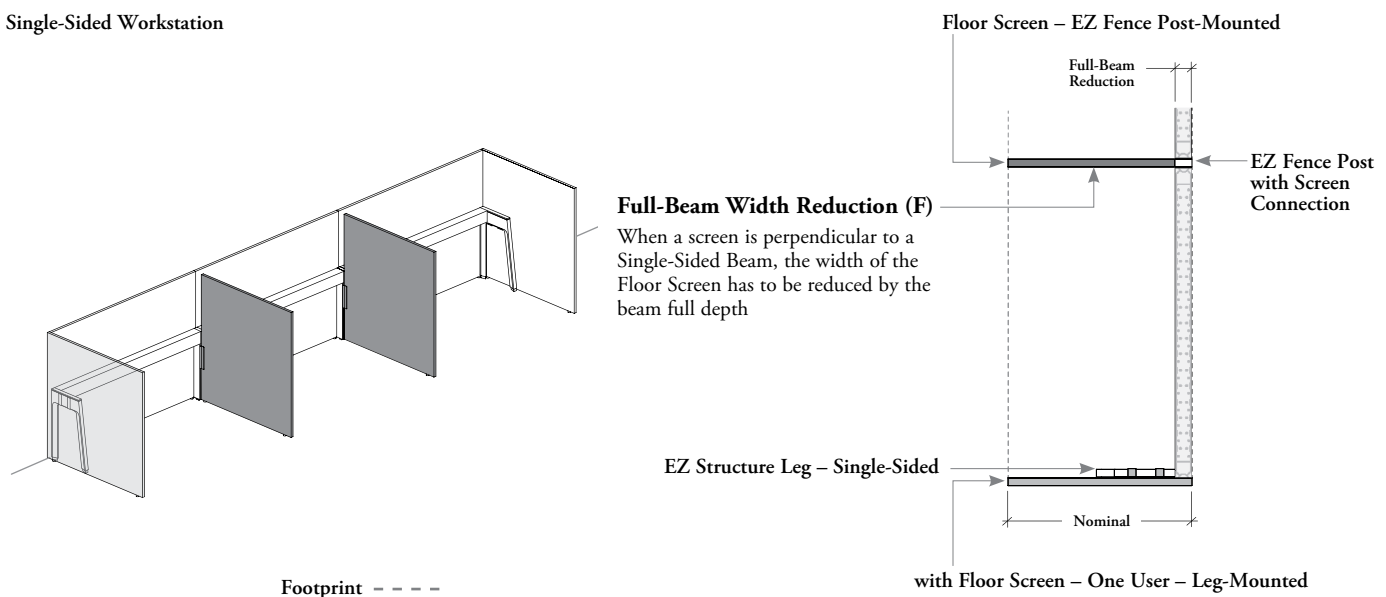 Single-Sided Workstation
Floor Screen – EZ Fence Post-Mounted
Full-Beam
Reduction
EZ Fence Post
with Screen
Connection
Full-Beam Width Reduction (F)
When a screen is perpendicular to a
Single-Sided Beam, the width of the
Floor Screen has to be reduced by the
beam full depth
EZ Structure Leg – Single-Sided
Nominal
with Floor Screen – One User – Leg-Mounted
Footprint